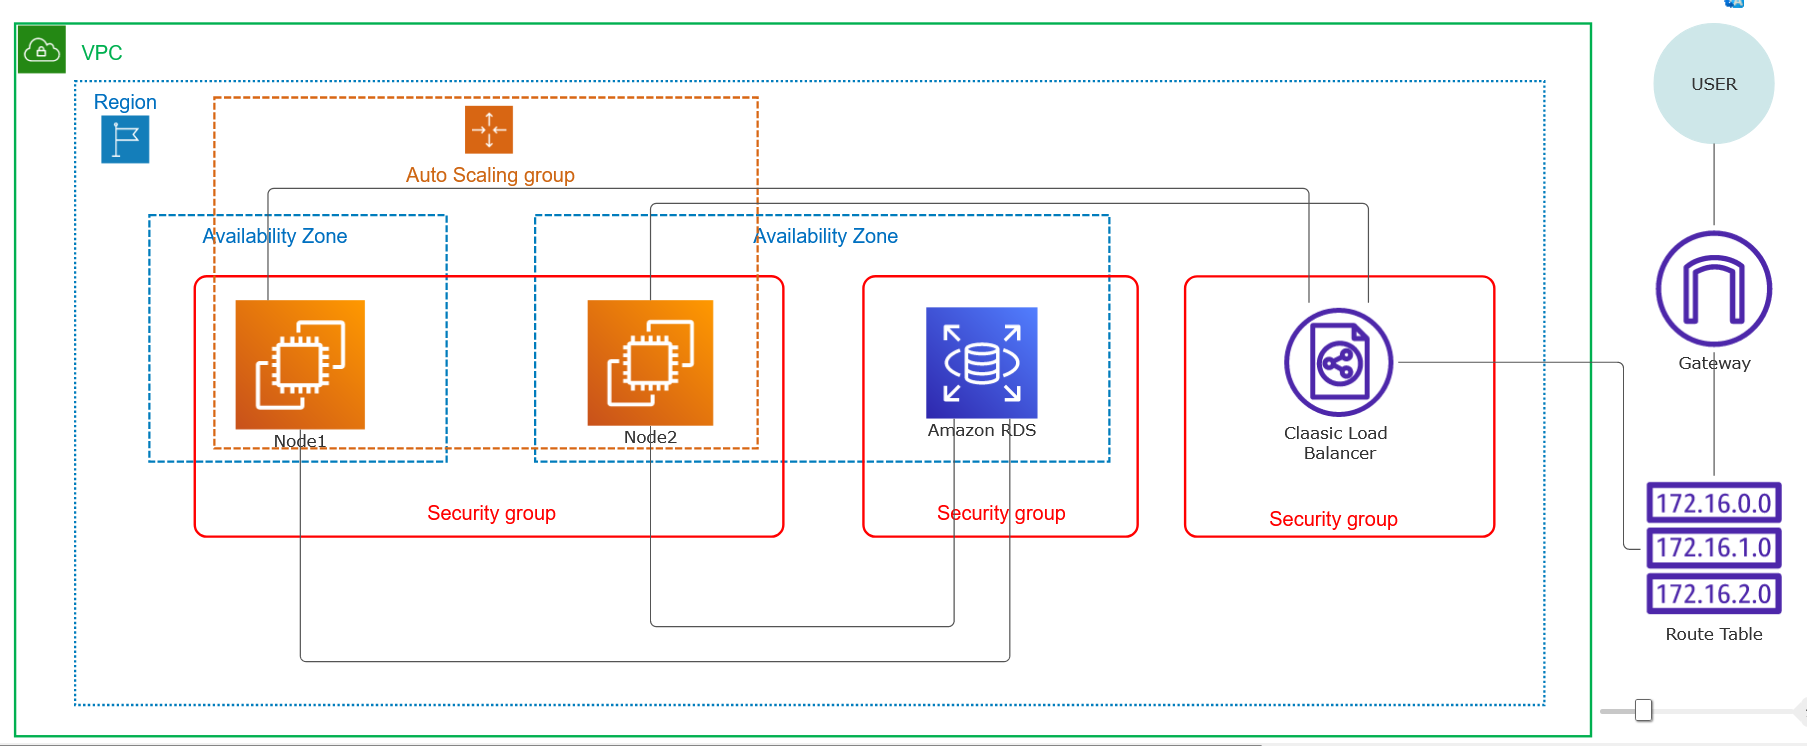 VPC
Region
USER
Auto Scaling group
Availability Zone
Availability Zone
Gateway
Node1
Node2
Amazon RDS
Claasic Load
Balancer
Security group
Security group
Security group
172.16.0.0
172.16.1.0
172.16.2.0
Route Table